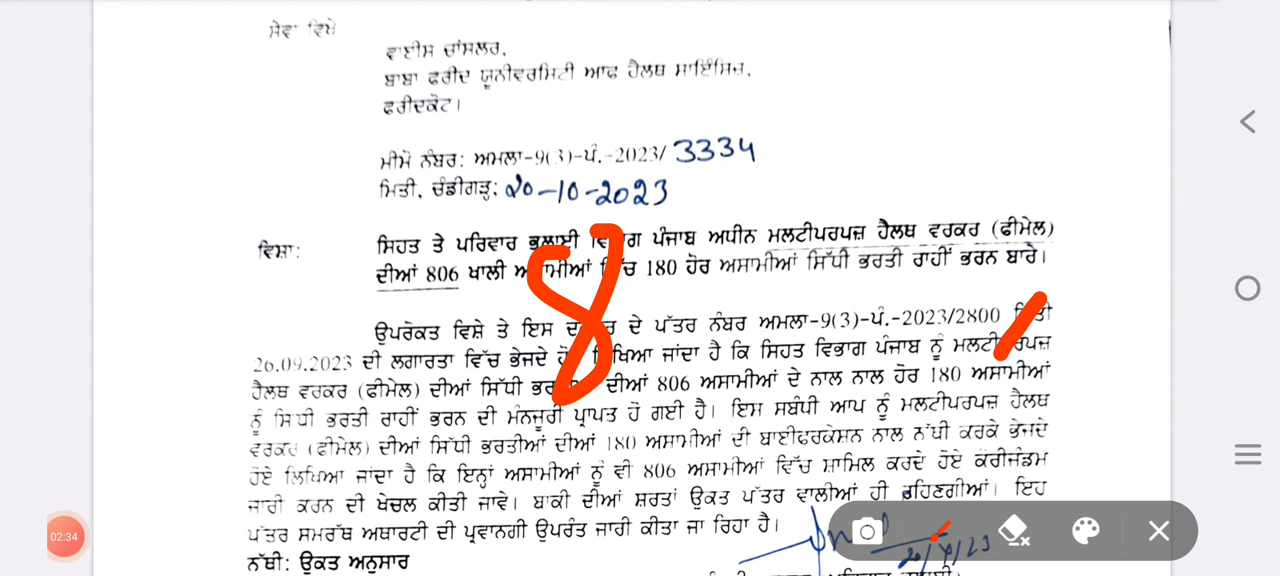 ਸੇਵਾ ਵਿਖੇ
ਵਾਈਸ ਚਾਂਸਲਰ,
ਬਾਬਾ ਫਰੀਦ ਯੂਨੀਵਰਸਿਟੀ ਆਫ ਹੈਲਥ ਸਾਇੰਸਿਜ਼,
ਫਰੀਦਕੋਟ।
ਮੀਮੋ ਨੰਬਰ: ਅਮਲਾ-9(3)-ਪੰ.-2023/ 3334
ਮਿਤੀ, ਚੰਡੀਗੜ੍ਹ: 20-10-2023
ਵਿਸ਼ਾ: ਸਿਹਤ ਤੇ ਪਰਿਵਾਰ ਭਲਾਈ ਪੰਜਾਬ ਅਧੀਨ ਮਲਟੀਪਰਪਜ਼ ਹੈਲਥ ਵਰਕਰ (ਫੀਮੇਲ)
ਦੀਆਂ 806 ਖਾਲੀ ਅਸਾਮੀਆਂ ਵਿੱਚ 180 ਹੋਰ ਅਸਾਮੀਆਂ ਸਿੱਧੀ ਭਰਤੀ ਰਾਹੀਂ ਭਰਨ ਬਾਰੇ।
8
ਉਪਰੋਕਤ ਵਿਸ਼ੇ ਤੇ ਇਸ ਦੇ ਪੱਤਰ ਨੰਬਰ ਅਮਲਾ-9(3)-ਪੰ.-2023/2800
26.09.2023 ਦੀ ਲਗਾਰਤਾ ਵਿੱਚ ਭੇਜਦੇ ਜਾਂਦਾ ਹੈ ਕਿ ਸਿਹਤ ਵਿਭਾਗ ਪੰਜਾਬ ਨੂੰ ਮਲਟੀਪਰਪਜ਼
ਹੈਲਥ ਵਰਕਰ (ਫੀਮੇਲ) ਦੀਆਂ ਸਿੱਧੀ ਦੀਆਂ 806 ਅਸਾਮੀਆਂ ਦੇ ਨਾਲ ਨਾਲ ਹੋਰ 180 ਅਸਾਮੀਆਂ
ਨੂੰ ਸਿਧੀ ਭਰਤੀ ਰਾਹੀਂ ਭਰਨ ਦੀ ਮੰਨਜੂਰੀ ਪ੍ਰਾਪਤ ਹੋ ਗਈ ਹੈ। ਇਸ ਸਬੰਧੀ ਆਪ ਨੂੰ ਮਲਟੀਪਰਪਜ਼ ਹੈਲਥ
ਵਰਕਰ (ਫੀਮੇਲ) ਦੀਆਂ ਸਿੱਧੀ ਭਰਤੀਆਂ ਦੀਆਂ 180 ਅਸਾਮੀਆਂ ਦੀ ਬਾਈਫਰਕੇਸ਼ਨ ਨਾਲ ਨੱਥੀ ਕਰਕੇ ਭੇਜਦੇ
ਹੋਏ ਲਿਖਿਆ ਜਾਂਦਾ ਹੈ ਕਿ ਇਨ੍ਹਾਂ ਅਸਾਮੀਆਂ ਨੂੰ ਵੀ 806 ਅਸਾਮੀਆਂ ਵਿੱਚ ਸ਼ਾਮਿਲ ਕਰਦੇ ਹੋਏ ਕੋਰੀਜੰਡਮ
ਜਾਰੀ ਕਰਨ ਦੀ ਖੇਚਲ ਕੀਤੀ ਜਾਵੇ। ਬਾਕੀ ਦੀਆਂ ਸ਼ਰਤਾਂ ਉਕਤ ਪੱਤਰ ਵਾਲੀਆਂ ਹੀ ਰਹਿਣਗੀਆਂ। ਇਹ
ਪੱਤਰ ਸਮਰੱਥ ਅਥਾਰਟੀ ਦੀ ਪ੍ਰਵਾਨਗੀ ਉਪਰੰਤ ਜਾਰੀ ਕੀਤਾ ਜਾ ਰਿਹਾ ਹੈ।
ਨੱਥੀ: ਉਕਤ ਅਨੁਸਾਰ
02:34